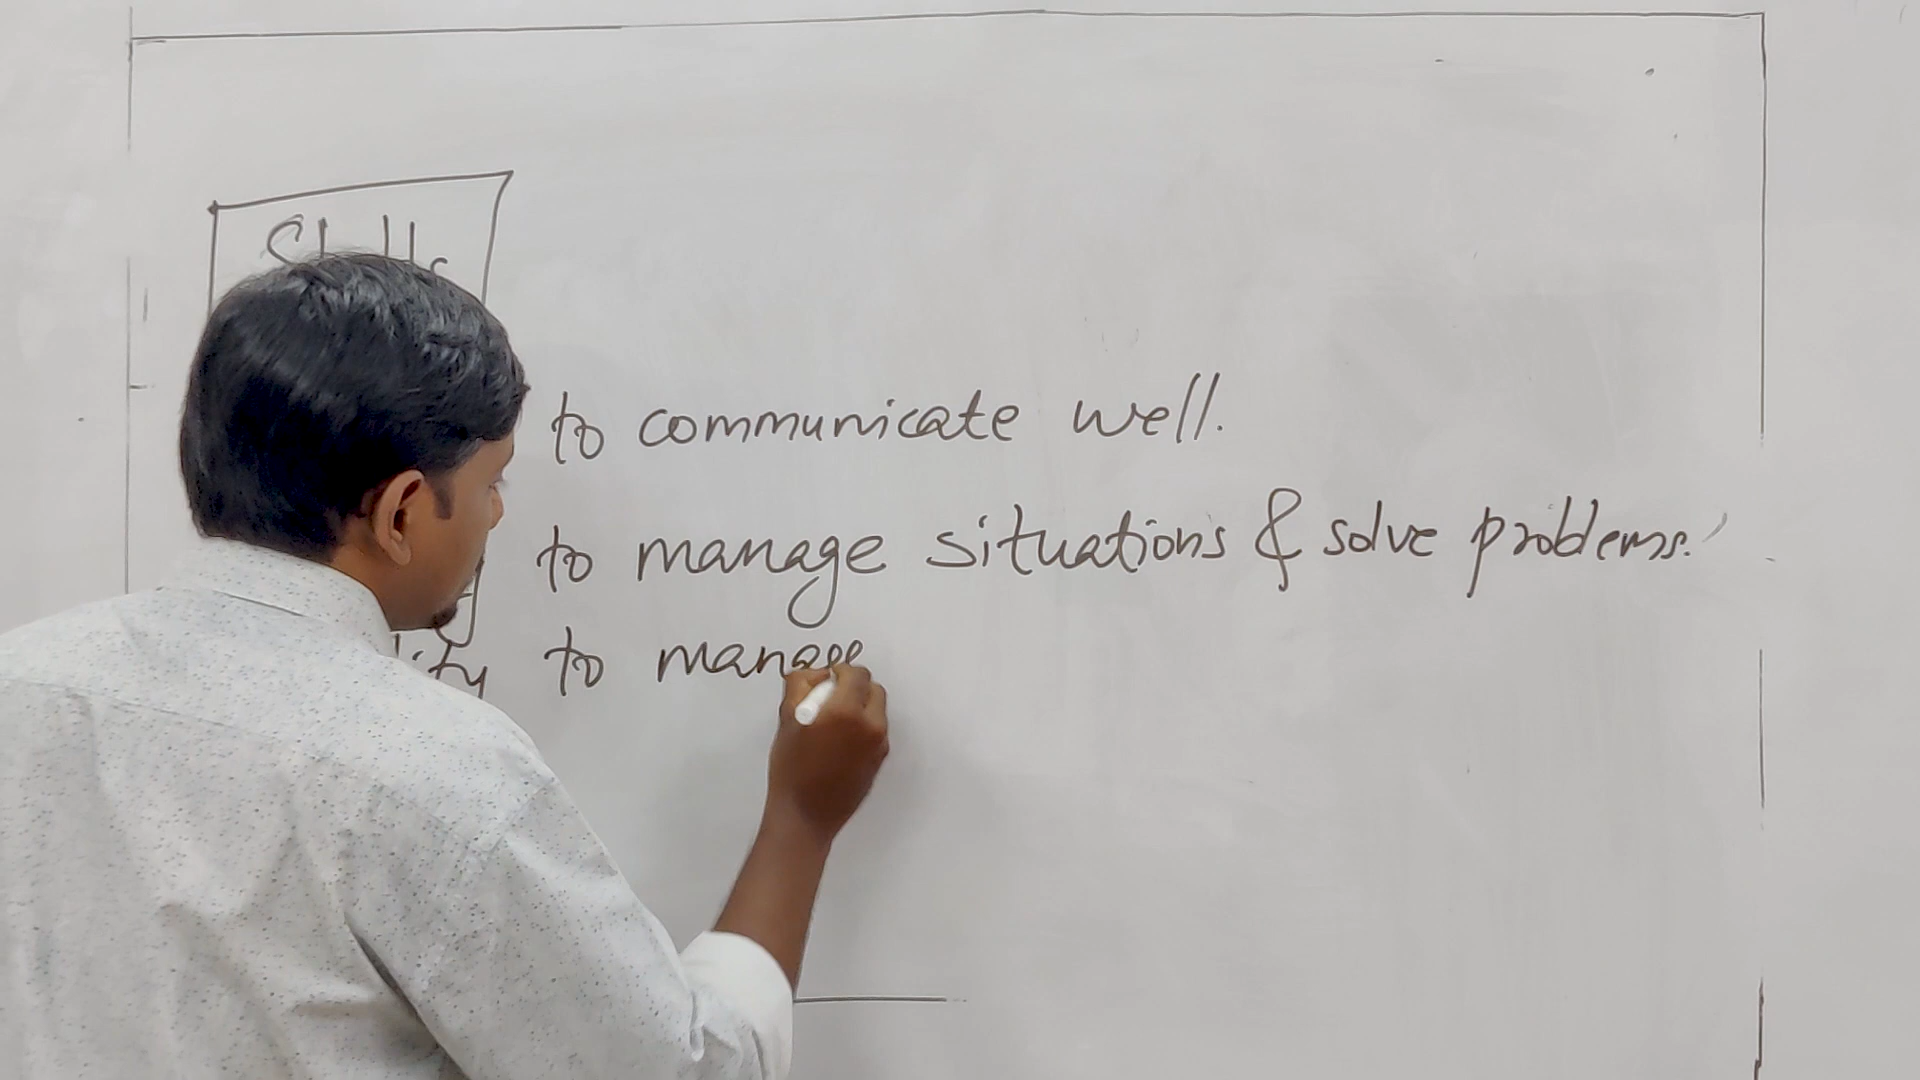 Skills
to communicate well.
to manage situations & solve problems.
to manage